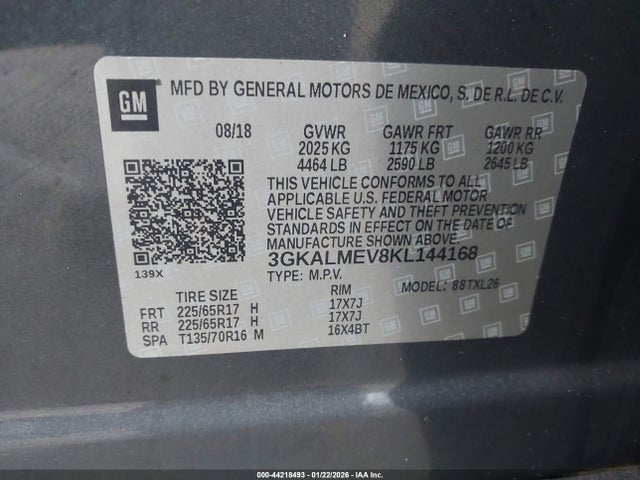 GM MFD BY GENERAL MOTORS DE MEXICO, S. DE R.L. DE C.V.
08/18 GVWR GAWR FRT GAWR RR
2025 KG 1175 KG 1200 KG
4464 LB 2590 LB 2645 LB
THIS VEHICLE CONFORMS TO ALL
APPLICABLE U.S. FEDERAL MOTOR
VEHICLE SAFETY AND THEFT PREVENTION
STANDARDS IN EFFECT ON THE DATE OF
MANUFACTURE SHOWN ABOVE.
139X 3GKALMEV8KL144168
TYPE: M.P.V. MODEL: 88TXL26
TIRE SIZE RIM
FRT 225/65R17 H 17X7J
RR 225/65R17 H 17X7J
SPA T135/70R16 M 16X4BT
000-44218493 - 01/22/2026 - IAA Inc.